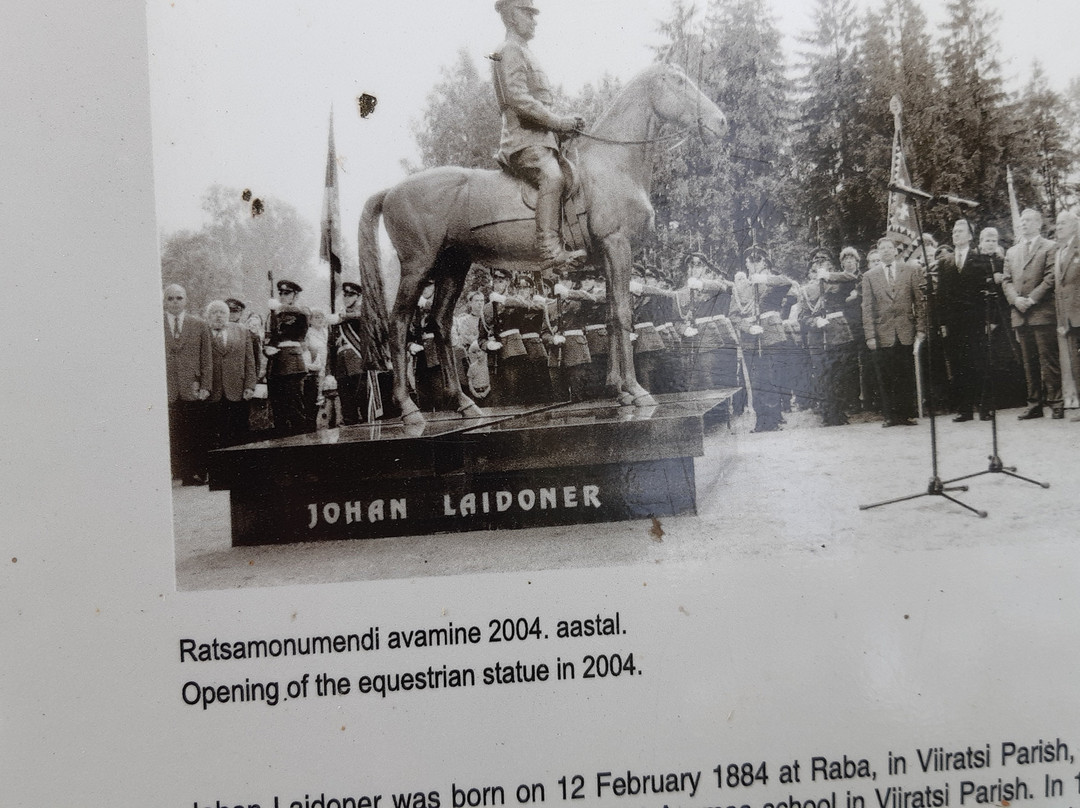 JOHAN LAIDONER
Ratsamonumendi avamine 2004. aastal.
Opening of the equestrian statue in 2004.
Laidoner was born on 12 February 1884 at Raba, in Viiratsi Parish,
school in Viiratsi Parish. In